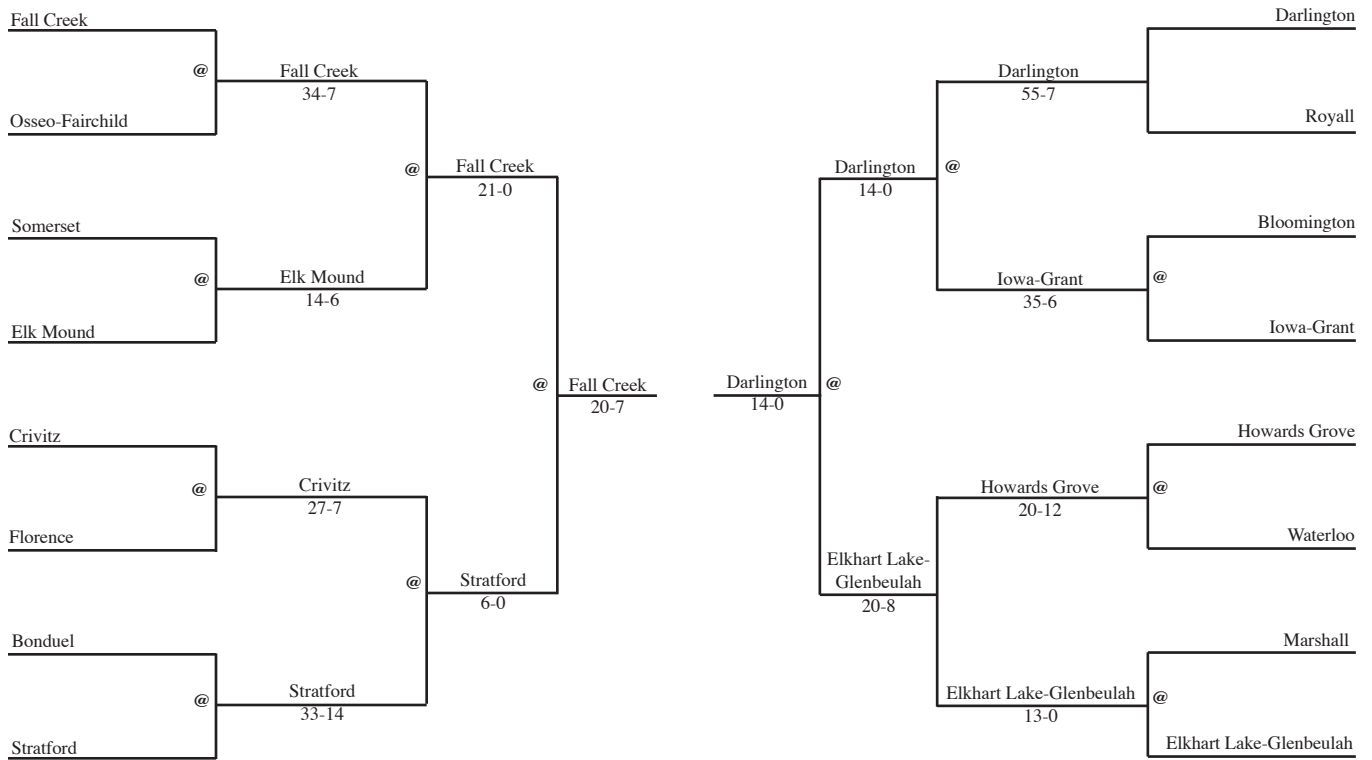 Fall Creek
@
Osseo-Fairchild
Fall Creek
34-7
Somerset
@
Elk Mound
Elk Mound
14-6
@
Fall Creek
21-0
Crivitz
@
Florence
Crivitz
27-7
Bonduel
@
Stratford
Stratford
33-14
@
Stratford
6-0
@
Fall Creek
20-7
Darlington
14-0
@
Darlington
14-0
@
Darlington
55-7
Darlington
Royall
Iowa-Grant
35-6
Bloomington
@
Iowa-Grant
Elkhart Lake-
Glenbeulah
20-8
Howards Grove
20-12
Howards Grove
@
Waterloo
Elkhart Lake-Glenbeulah
13-0
Marshall
@
Elkhart Lake-Glenbeulah